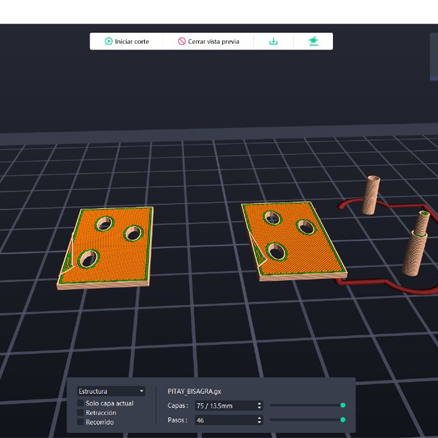 Iniciar corte
Cerrar vista previa
Estructura
Solo capa actual
Retracción
Recorrido
PITAY_BISAGRA.gx
Capas: 75 / 13.5mm
Pasos: 46